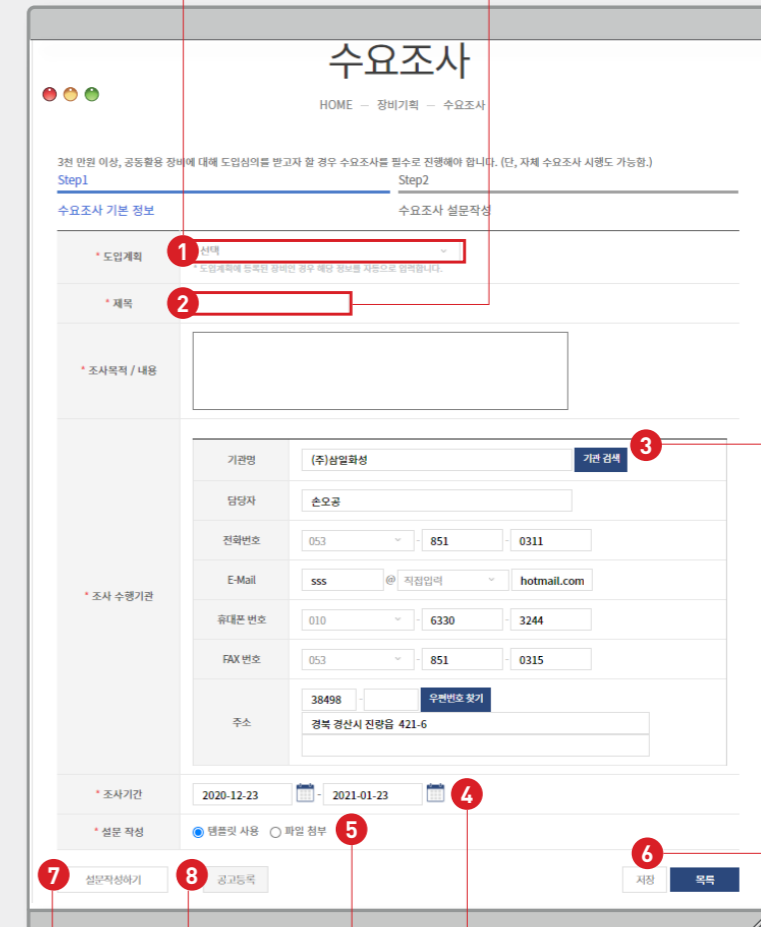 수요조사
HOME — 장비기획 — 수요조사
3천 만원 이상, 공동활용 장비에 대해 도입심의를 받고자 할 경우 수요조사를 필수로 진행해야 합니다. (단, 자체 수요조사 시행도 가능함.)
Step1 Step2
수요조사 기본 정보 수요조사 설문작성
* 도입계획 1 선택
* 도입계획에 등록된 장비인 경우 해당 정보를 자동으로 입력합니다.
* 제목 2
* 조사목적 / 내용
3
기관명 (주)삼일화성 기관 검색
담당자 손오공
전화번호 053 - 851 - 0311
E-Mail sss @ 직접입력 hotmail.com
* 조사 수행기관
휴대폰 번호 010 - 6330 - 3244
FAX 번호 053 - 851 - 0315
38498 - 우편번호 찾기
주소 경북 경산시 진량읍 421-6
* 조사기간 2020-12-23 - 2021-01-23 4
* 설문 작성 템플릿 사용 파일 첨부 5
6
7 설문작성하기 8 공고등록 저장 목록